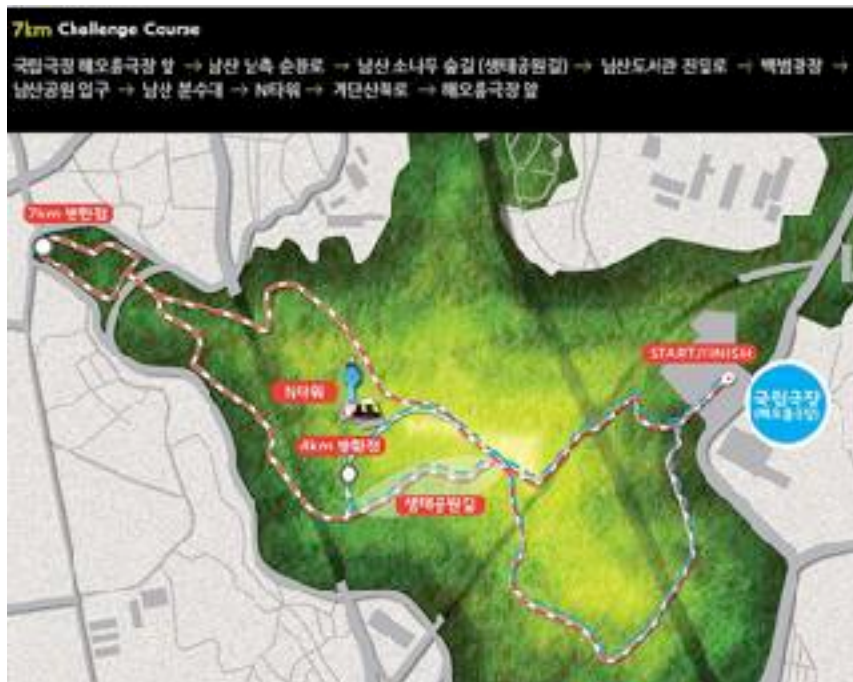 7km Challenge Course
국립극장 해오름극장 앞 → 남산 남측 순환로 → 남산 소나무 숲길 (생태공원길) → 남산도서관 진입로 → 백범광장 →
남산공원 입구 → 남산 분수대 → N타워 → 계단산책로 → 해오름극장 앞
7km 반환점
START/FINISH
N타워
국립극장
(해오름극장)
4km 반환점
생태공원길